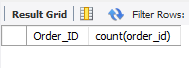 Result Grid Filter Rows:
Order_ID count(order_id)